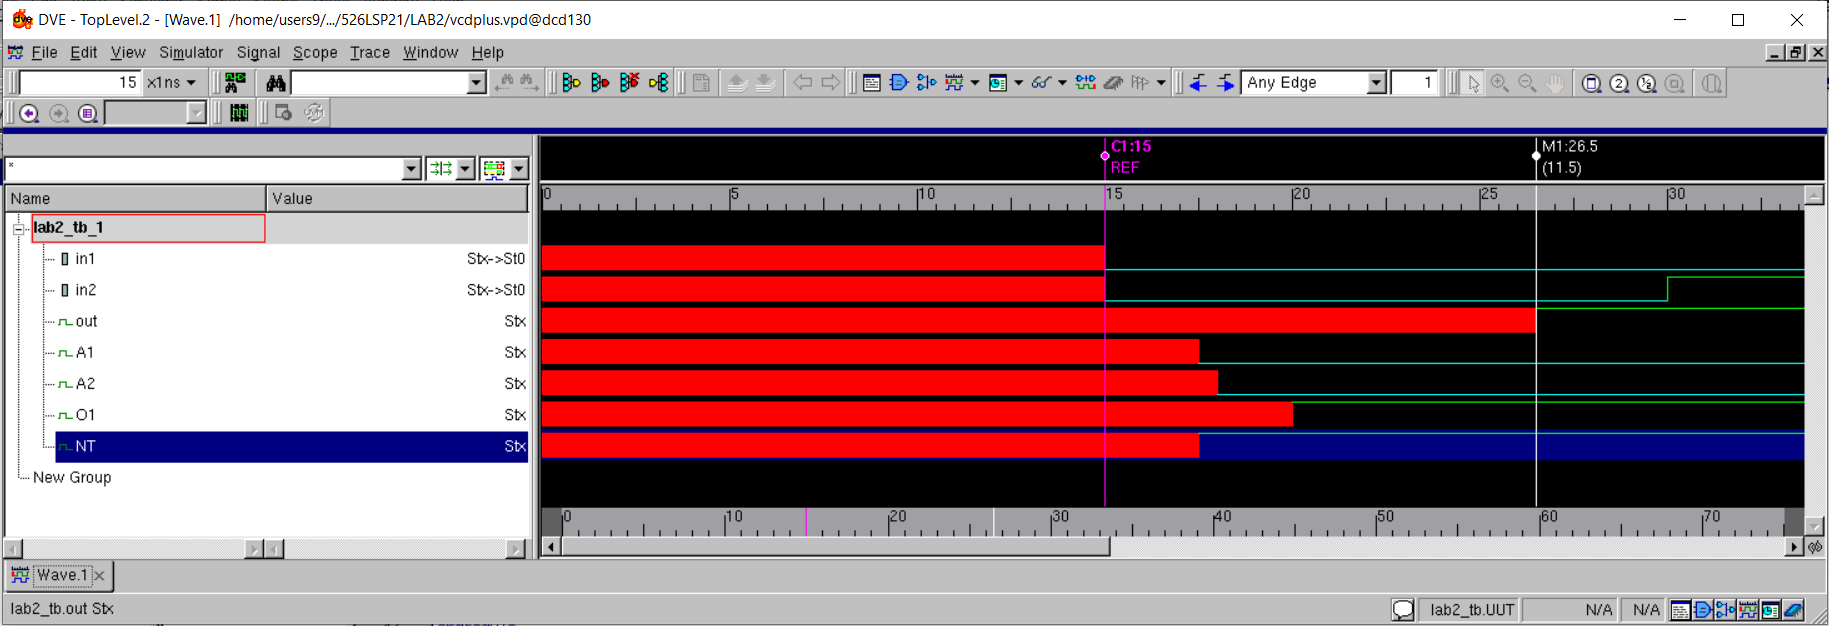 DVE - TopLevel.2 - [Wave.1] /home/users9/.../526LSP21/LAB2/vcdplus.vpd@dcd130
File Edit View Simulator Signal Scope Trace Window Help
15 x1ns Any Edge 1
C1:15 M1:26.5
REF (11.5)
*
Name Value 0 5 10 15 20 25 30
lab2_tb_1
in1 Stx->St0
in2 Stx->St0
out Stx
A1 Stx
A2 Stx
O1 Stx
NT Stx
New Group
0 10 20 30 40 50 60 70
Wave.1
lab2_tb.out Stx lab2_tb.UUT N/A N/A